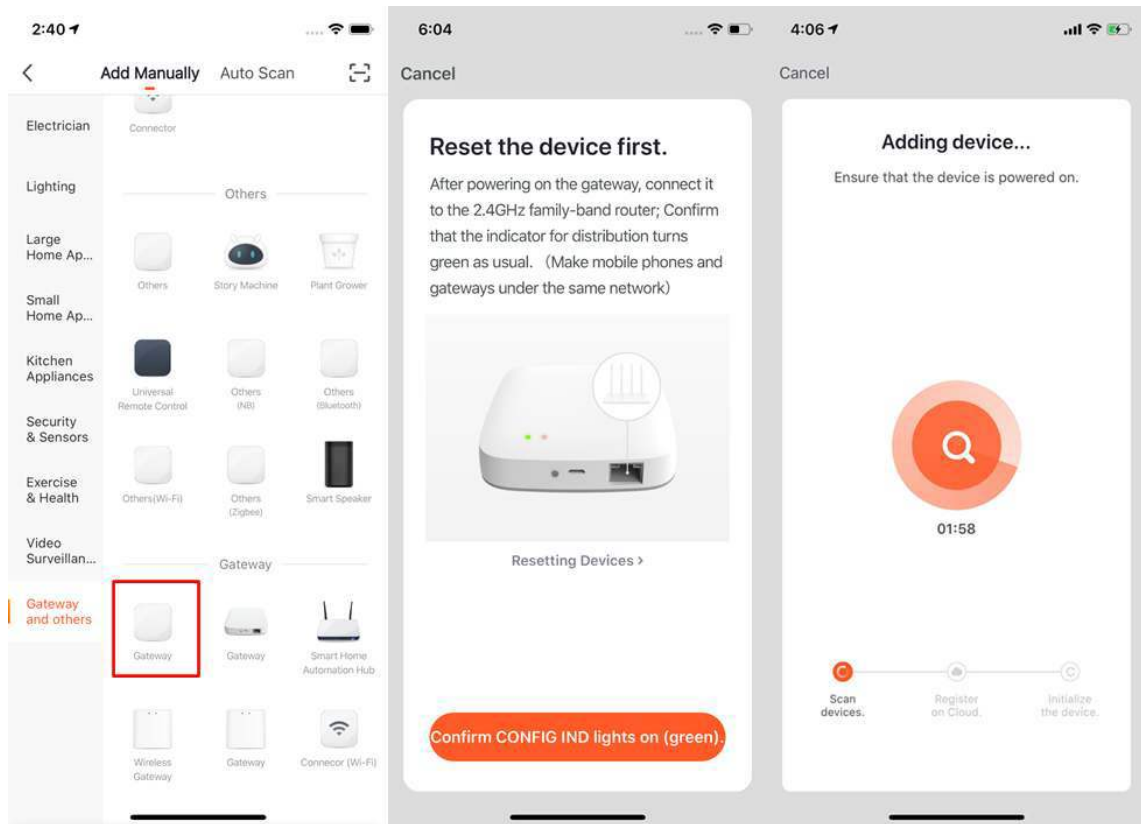 2:40
Add Manually Auto Scan
Electrician
Lighting
Large
Home Ap...
Small
Home Ap...
Kitchen
Appliances
Security
& Sensors
Exercise
& Health
Video
Surveillan...
Gateway
and others
Connector
Others
Others
Story Machine
Plant Grower
Universal
Remote Control
Others
(NB)
Others
(Bluetooth)
Others(Wi-Fi)
Others
(Zigbee)
Smart Speaker
Gateway
Gateway
Gateway
Smart Home
Automation Hub
Wireless
Gateway
Gateway
Connecor (Wi-Fi)
6:04
Cancel
Reset the device first.
After powering on the gateway, connect it
to the 2.4GHz family-band router; Confirm
that the indicator for distribution turns
green as usual. （Make mobile phones and
gateways under the same network）
Resetting Devices >
Confirm CONFIG IND lights on (green).
4:06
Cancel
Adding device...
Ensure that the device is powered on.
01:58
Scan
devices.
Register
on Cloud.
Initialize
the device.